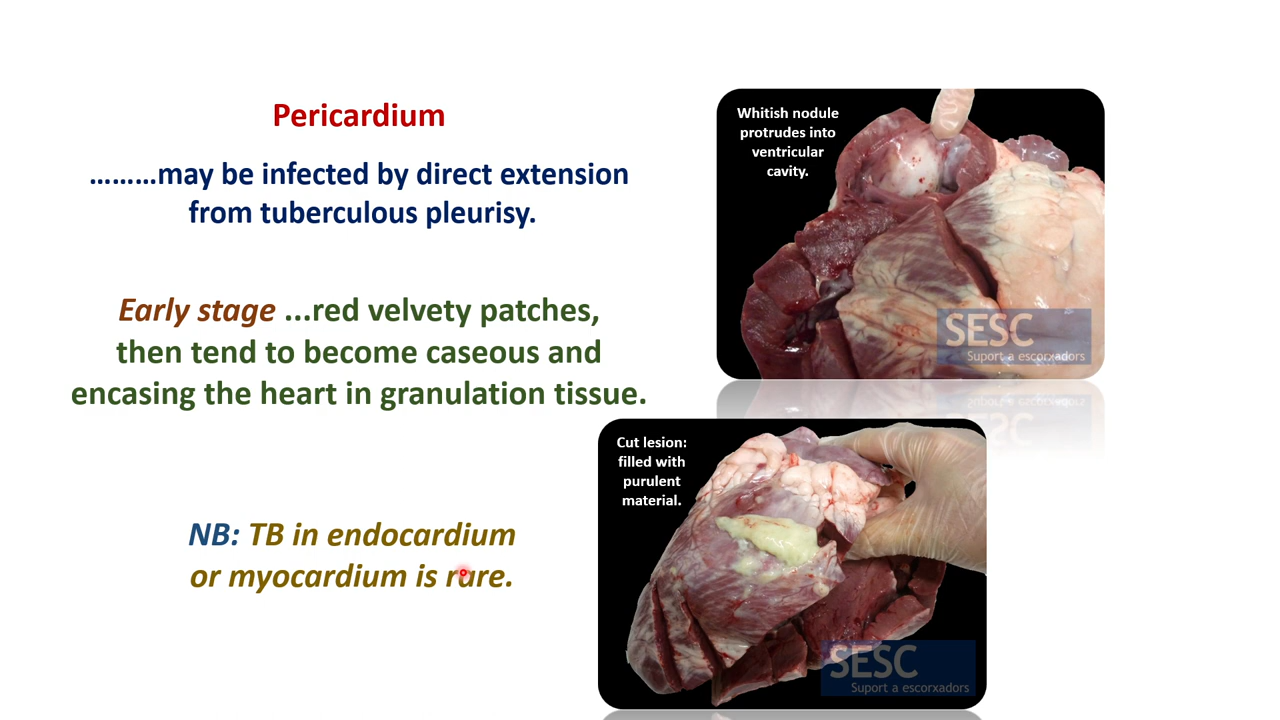 Pericardium
………may be infected by direct extension
from tuberculous pleurisy.
Early stage ...red velvety patches,
then tend to become caseous and
encasing the heart in granulation tissue.
NB: TB in endocardium
or myocardium is rare.
Whitish nodule
protrudes into
ventricular
cavity.
SESC
Suport a escorxadors
Cut lesion:
filled with
purulent
material.
SESC
Suport a escorxadors